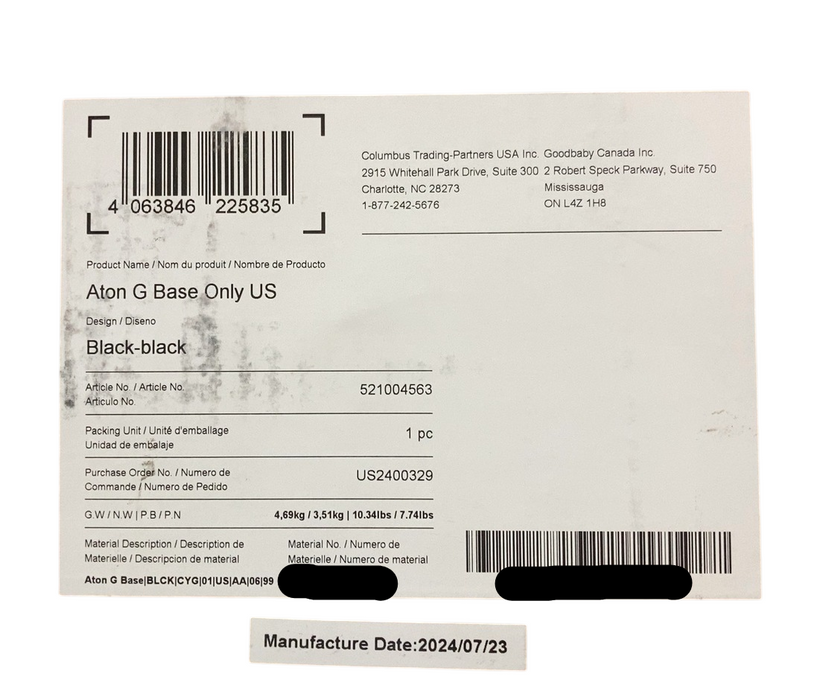 4 063846 225835
Columbus Trading-Partners USA Inc.
2915 Whitehall Park Drive, Suite 300
Charlotte, NC 28273
1-877-242-5676
Goodbaby Canada Inc.
2 Robert Speck Parkway, Suite 750
Mississauga
ON L4Z 1H8
Product Name / Nom du produit / Nombre de Producto
Aton G Base Only US
Design / Diseno
Black-black
Article No. / Article No.
Articulo No.
521004563
Packing Unit / Unité d'emballage
Unidad de embalaje
1 pc
Purchase Order No. / Numero de
Commande / Numero de Pedido
US2400329
G.W / N.W | P.B / P.N
4,69kg / 3,51kg | 10.34lbs / 7.74lbs
Material Description / Description de
Materielle / Descripcion de material
Material No. / Numero de
Materielle / Numero de material
Aton G Base|BLCK|CYG|01|US|AA|06|99
Manufacture Date:2024/07/23